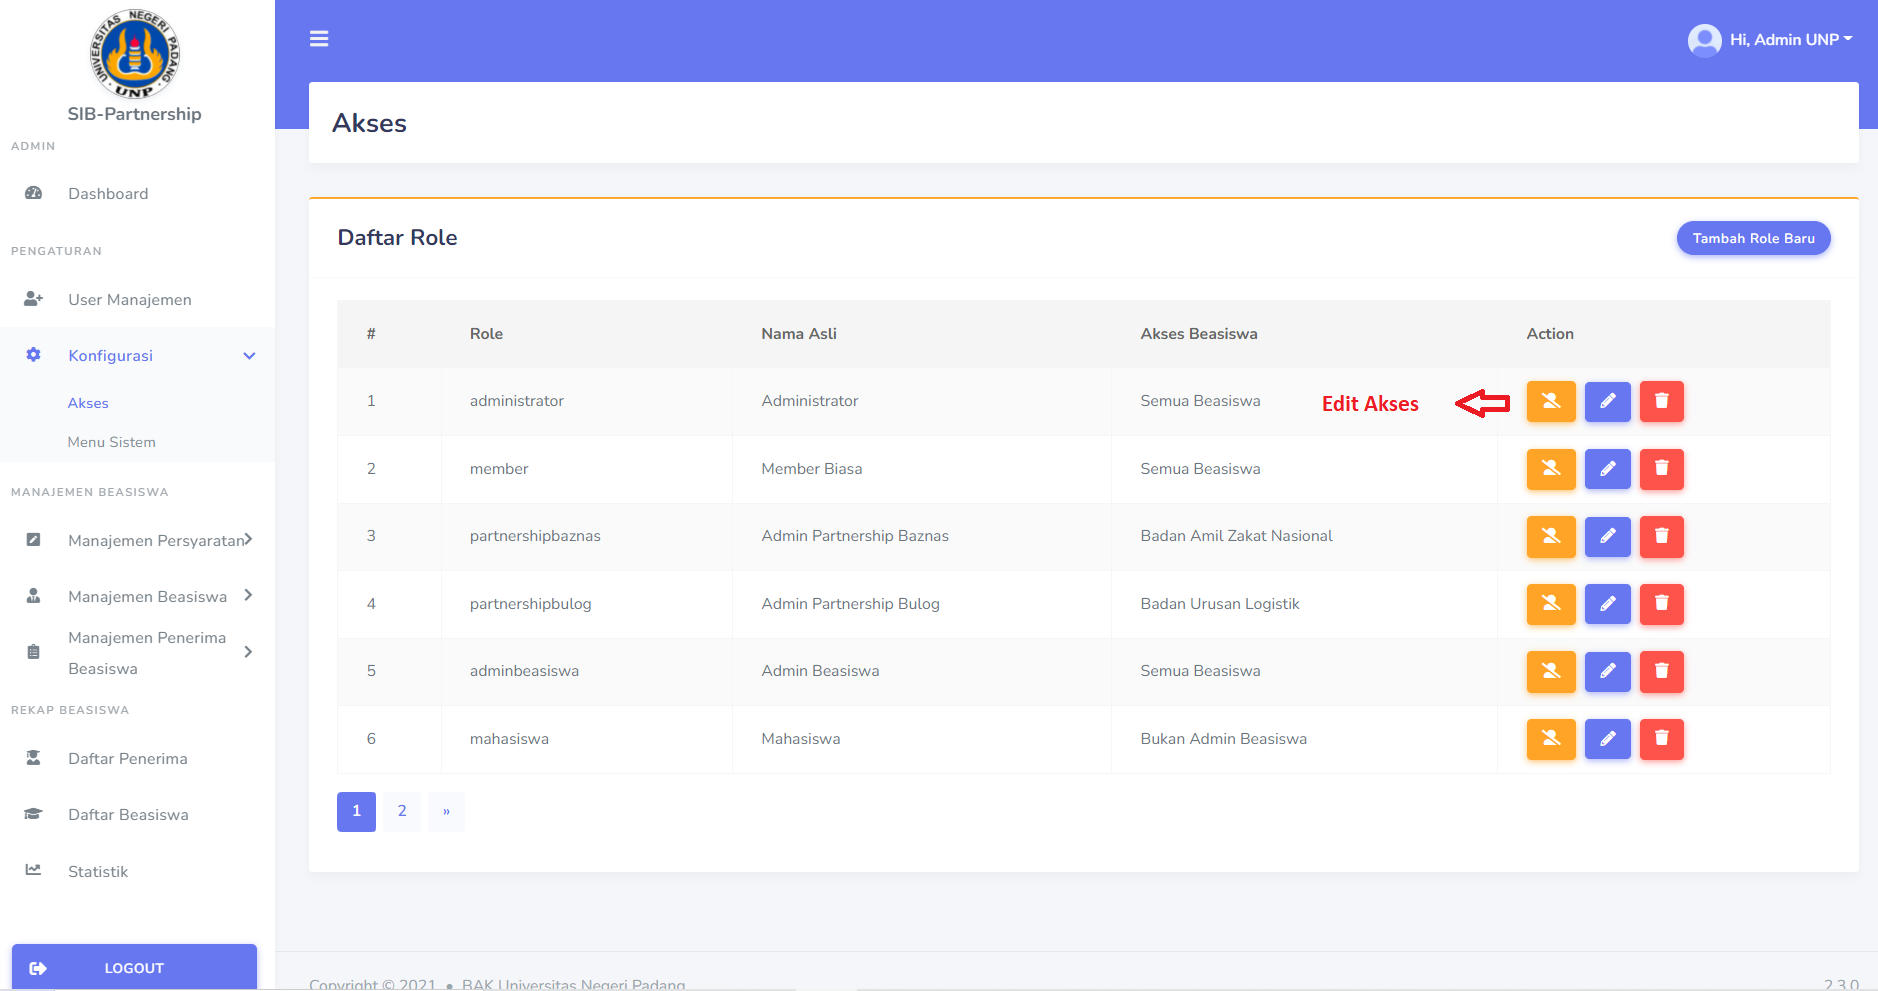 UNIVERSITAS NEGERI PADANG
UNP
SIB-Partnership
ADMIN
Dashboard
PENGATURAN
User Manajemen
Konfigurasi
Akses
Menu Sistem
MANAJEMEN BEASISWA
Manajemen Persyaratan
Manajemen Beasiswa
Manajemen Penerima
Beasiswa
REKAP BEASISWA
Daftar Penerima
Daftar Beasiswa
Statistik
LOGOUT
Hi, Admin UNP
Akses
Daftar Role
Tambah Role Baru
# Role Nama Asli Akses Beasiswa Action
1 administrator Administrator Semua Beasiswa Edit Akses
2 member Member Biasa Semua Beasiswa
3 partnershipbaznas Admin Partnership Baznas Badan Amil Zakat Nasional
4 partnershipbulog Admin Partnership Bulog Badan Urusan Logistik
5 adminbeasiswa Admin Beasiswa Semua Beasiswa
6 mahasiswa Mahasiswa Bukan Admin Beasiswa
1 2 »
Copyright © 2021 • BAK Universitas Negeri Padang 2.3.0